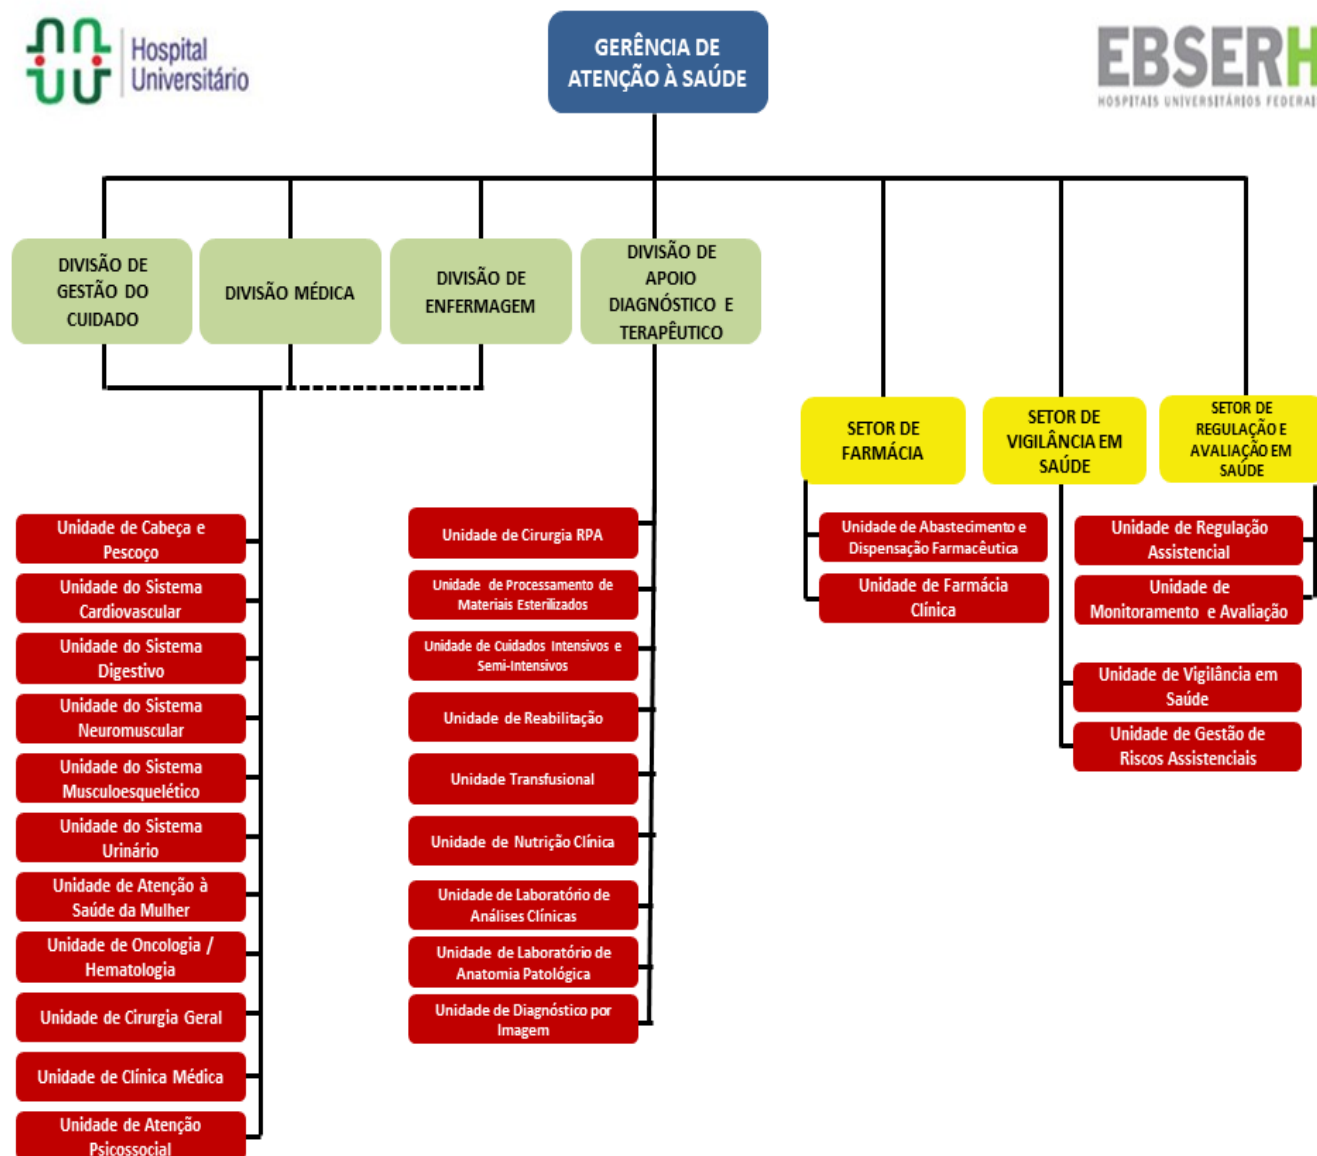 Hospital
Universitário
GERÊNCIA DE
ATENÇÃO À SAÚDE
EBSERH
HOSPITAIS UNIVERSITÁRIOS FEDERAI
DIVISÃO DE
GESTÃO DO
CUIDADO
DIVISÃO MÉDICA
DIVISÃO DE
ENFERMAGEM
DIVISÃO DE
APOIO
DIAGNÓSTICO E
TERAPÊUTICO
SETOR DE
FARMÁCIA
SETOR DE
VIGILÂNCIA EM
SAÚDE
SETOR DE
REGULAÇÃO E
AVALIAÇÃO EM
SAÚDE
Unidade de Cabeça e
Pescoço
Unidade do Sistema
Cardiovascular
Unidade do Sistema
Digestivo
Unidade do Sistema
Neuromuscular
Unidade do Sistema
Musculoesquelético
Unidade do Sistema
Urinário
Unidade de Atenção à
Saúde da Mulher
Unidade de Oncologia /
Hematologia
Unidade de Cirurgia Geral
Unidade de Clínica Médica
Unidade de Atenção
Psicossocial
Unidade de Cirurgia RPA
Unidade de Processamento de
Materiais Esterilizados
Unidade de Cuidados Intensivos e
Semi-Intensivos
Unidade de Reabilitação
Unidade Transfusional
Unidade de Nutrição Clínica
Unidade de Laboratório de
Análises Clínicas
Unidade de Laboratório de
Anatomia Patológica
Unidade de Diagnóstico por
Imagem
Unidade de Abastecimento e
Dispensação Farmacêutica
Unidade de Farmácia
Clínica
Unidade de Regulação
Assistencial
Unidade de
Monitoramento e Avaliação
Unidade de Vigilância em
Saúde
Unidade de Gestão de
Riscos Assistenciais